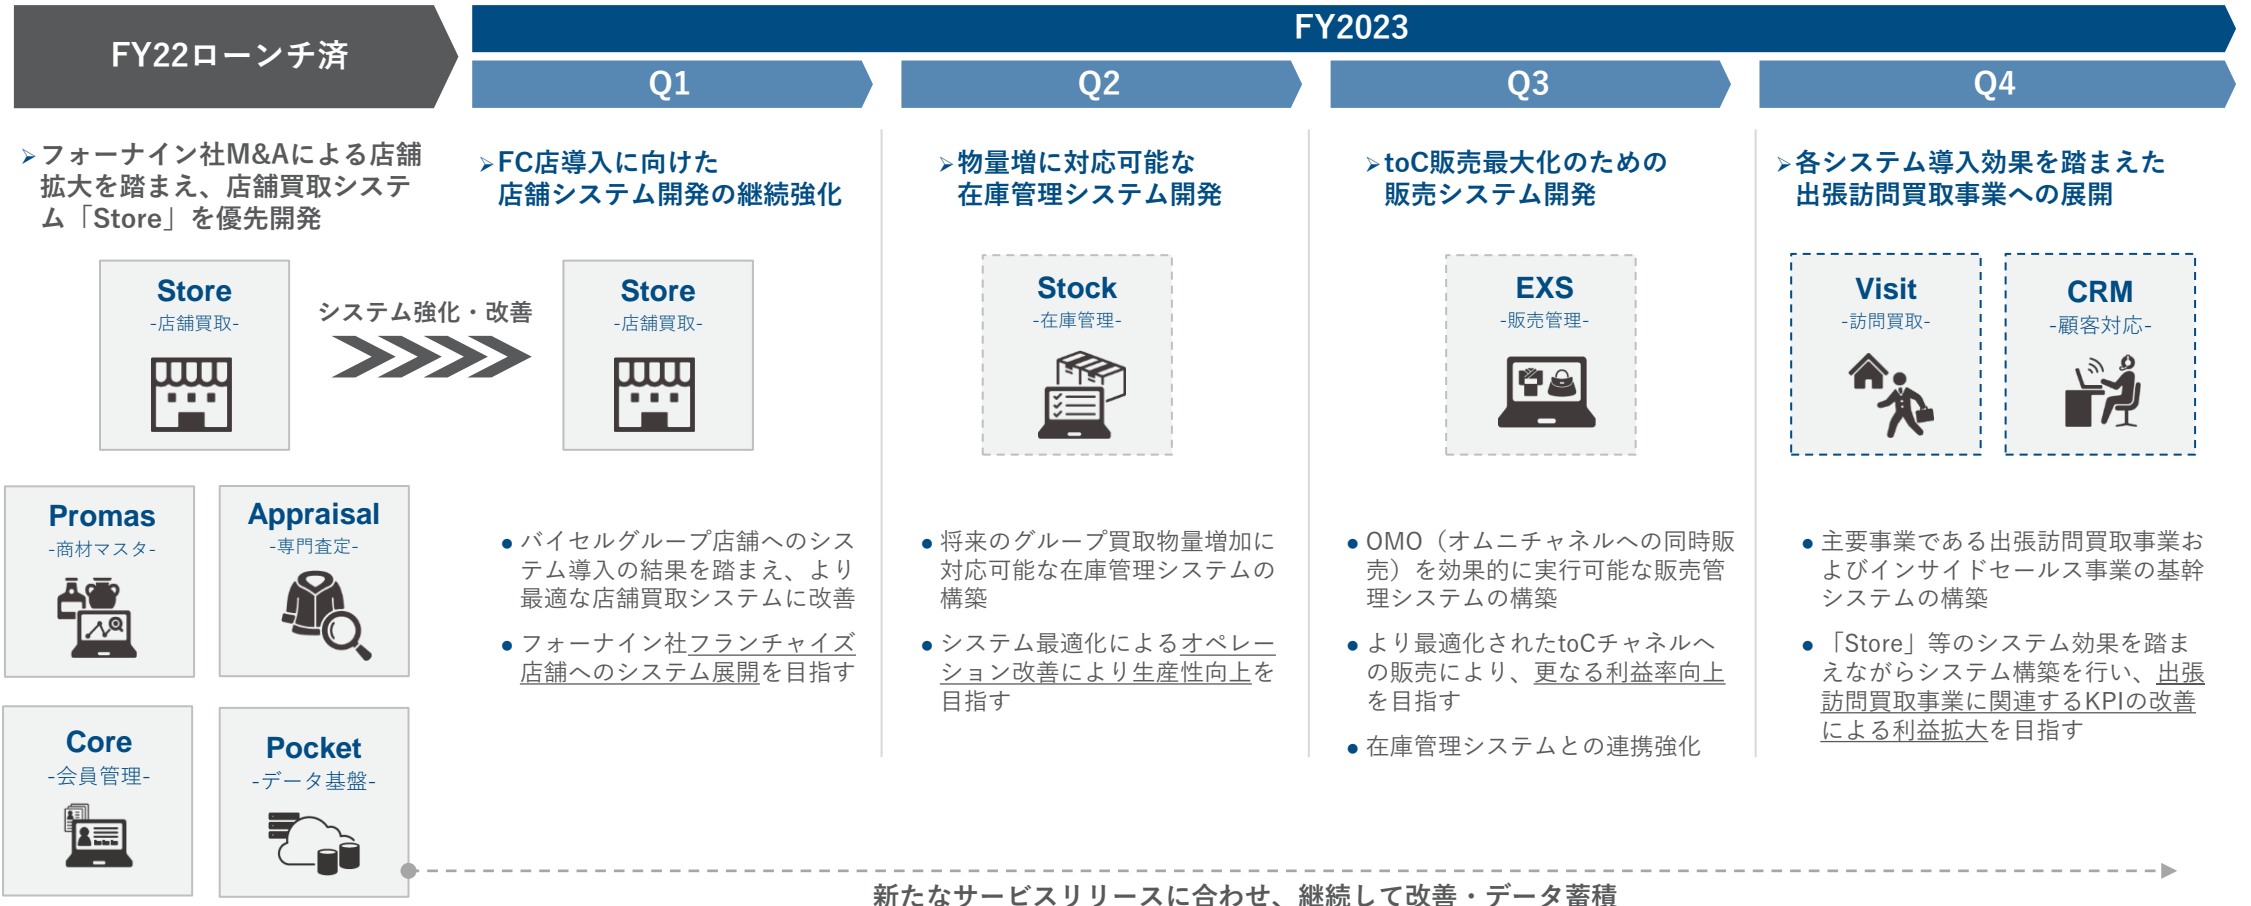 FY22ローンチ済
FY2023
Q1
Q2
Q3
Q4
フォーナイン社M&Aによる店舗
拡大を踏まえ、店舗買取システ
ム「Store」を優先開発
Store
-店舗買取-
システム強化・改善
Promas
-商材マスタ-
Appraisal
-専門査定-
Core
-会員管理-
Pocket
-データ基盤-
FC店導入に向けた
店舗システム開発の継続強化
Store
-店舗買取-
バイセルグループ店舗へのシス
テム導入の結果を踏まえ、より
最適な店舗買取システムに改善
フォーナイン社フランチャイズ
店舗へのシステム展開を目指す
物量増に対応可能な
在庫管理システム開発
Stock
-在庫管理-
将来のグループ買取物量増加に
対応可能な在庫管理システムの
構築
システム最適化によるオペレー
ション改善により生産性向上を
目指す
toC販売最大化のための
販売システム開発
EXS
-販売管理-
OMO（オムニチャネルへの同時販
売）を効果的に実行可能な販売管
理システムの構築
より最適化されたtoCチャネルへ
の販売により、更なる利益率向上
を目指す
在庫管理システムとの連携強化
各システム導入効果を踏まえた
出張訪問買取事業への展開
Visit
-訪問買取-
CRM
-顧客対応-
主要事業である出張訪問買取事業お
よびインサイドセールス事業の基幹
システムの構築
「Store」等のシステム効果を踏ま
えながらシステム構築を行い、出張
訪問買取事業に関連するKPIの改善
による利益拡大を目指す
新たなサービスリリースに合わせ、継続して改善・データ蓄積